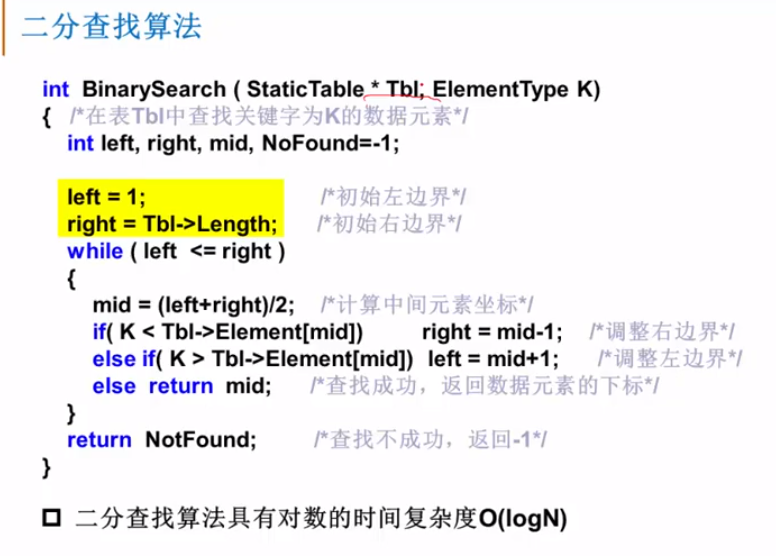 二分查找算法
int BinarySearch ( StaticTable * Tbl; ElementType K)
{ /*在表Tbl中查找关键字为K的数据元素*/
int left, right, mid, NoFound=-1;
left = 1; /*初始左边界*/
right = Tbl->Length; /*初始右边界*/
while ( left <= right )
{
mid = (left+right)/2; /*计算中间元素坐标*/
if( K < Tbl->Element[mid]) right = mid-1; /*调整右边界*/
else if( K > Tbl->Element[mid]) left = mid+1; /*调整左边界*/
else return mid; /*查找成功，返回数据元素的下标*/
}
return NotFound; /*查找不成功，返回-1*/
}
二分查找算法具有对数的时间复杂度O(logN)